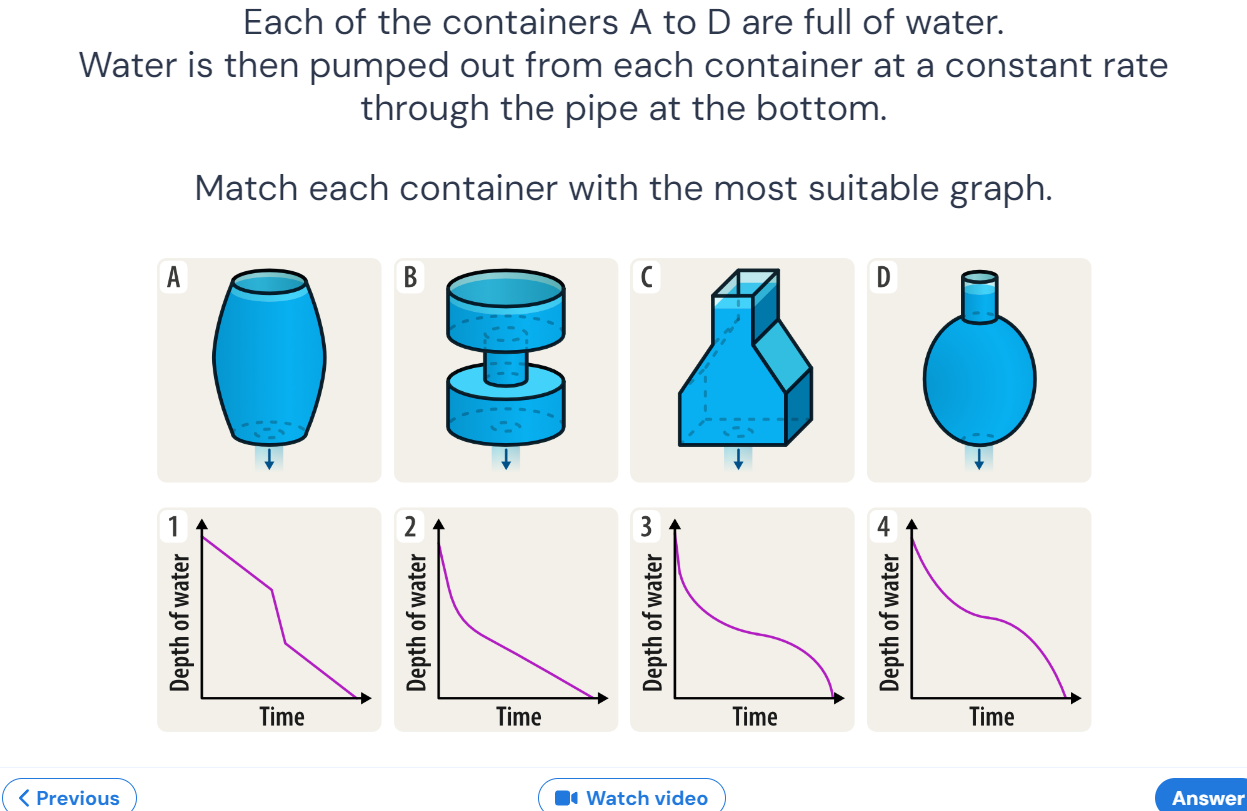 Each of the containers A to D are full of water.
Water is then pumped out from each container at a constant rate
through the pipe at the bottom.
Match each container with the most suitable graph.
A
B
C
D
1
Depth of water
Time
2
Depth of water
Time
3
Depth of water
Time
4
Depth of water
Time
Previous
Watch video
Answer